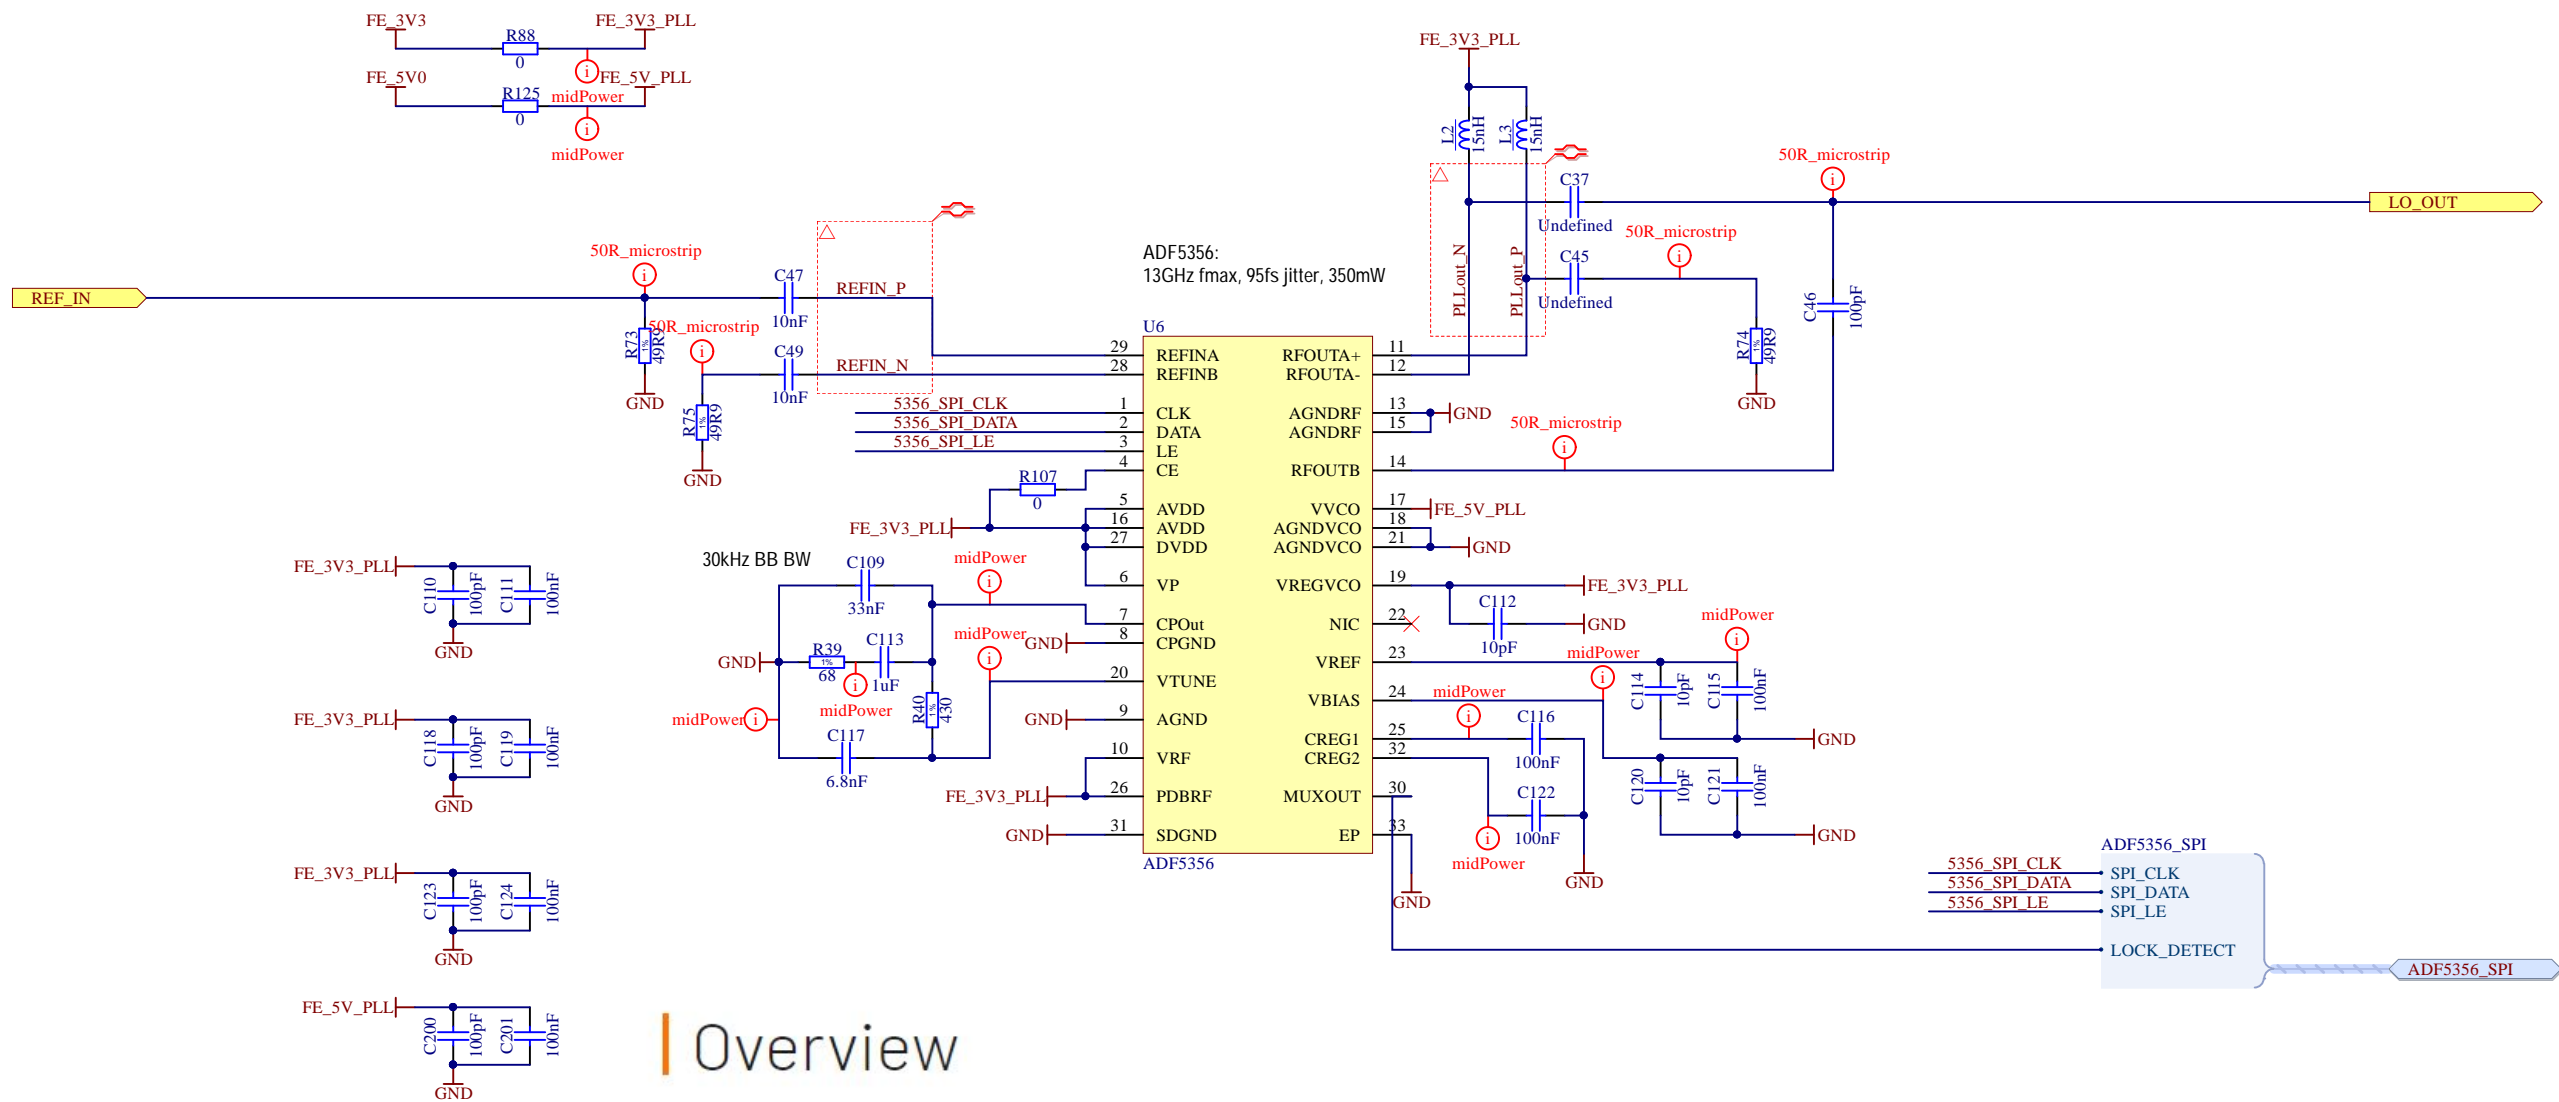 FE_3V3
R88
0
FE_3V3_PLL
midPower
FE_5V0
R125
0
FE_5V_PLL
midPower
REF_IN
50R_microstrip
R73
1%
49R9
GND
50R_microstrip
R75
1%
49R9
GND
C47
10nF
C49
10nF
REFIN_P
REFIN_N
5356_SPI_CLK
5356_SPI_DATA
5356_SPI_LE
R107
0
FE_3V3_PLL
30kHz BB BW
C109
33nF
midPower
GND
R39
1%
68
midPower
C113
1uF
midPower
R40
1%
430
midPower
C117
6.8nF
GND
GND
FE_3V3_PLL
GND
ADF5356:
13GHz fmax, 95fs jitter, 350mW
U6
29 REFINA
28 REFINB
1 CLK
2 DATA
3 LE
4 CE
5 AVDD
16 AVDD
27 DVDD
6 VP
7 CPOut
8 CPGND
20 VTUNE
9 AGND
10 VRF
26 PDBRF
31 SDGND
RFOUTA+ 11
RFOUTA- 12
AGNDRF 13
AGNDRF 15
RFOUTB 14
VVCO 17
AGNDVCO 18
AGNDVCO 21
VREGVCO 19
NIC 22
VREF 23
VBIAS 24
CREG1 25
CREG2 32
MUXOUT 30
EP 33
ADF5356
FE_3V3_PLL
L2
15nH
L3
15nH
PLLout_N
PLLout_P
C37
Undefined
C45
Undefined
50R_microstrip
50R_microstrip
LO_OUT
R74
1%
49R9
GND
C46
100pF
GND
50R_microstrip
FE_5V_PLL
GND
FE_3V3_PLL
C112
10pF
GND
midPower
C114
10pF
C115
100nF
GND
midPower
midPower
C116
100nF
C122
100nF
midPower
GND
C120
10pF
C121
100nF
GND
GND
FE_3V3_PLL
C110
100pF
C111
100nF
GND
FE_3V3_PLL
C118
100pF
C119
100nF
GND
FE_3V3_PLL
C123
100pF
C124
100nF
GND
FE_5V_PLL
C200
100pF
C201
100nF
GND
Overview
ADF5356_SPI
5356_SPI_CLK
SPI_CLK
5356_SPI_DATA
SPI_DATA
5356_SPI_LE
SPI_LE
LOCK_DETECT
ADF5356_SPI